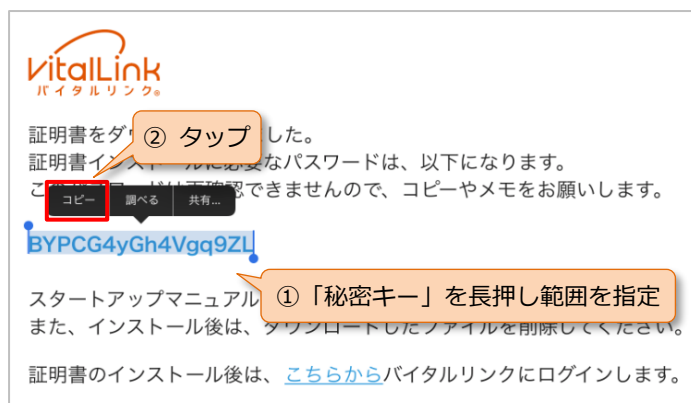 VitalLink
バイタルリンク®
証明書をダ
した。
② タップ
証明書インス
なパスワードは、以下になります。
確認できませんので、コピーやメモをお願いします。
コピー 調べる 共有...
BYPCG4yGh4Vgq9ZL
①「秘密キー」を長押し範囲を指定
スタートアップマニュアル
また、インストール後は、ダウンロードしたファイルを削除してください。
証明書のインストール後は、こちらからバイタルリンクにログインします。